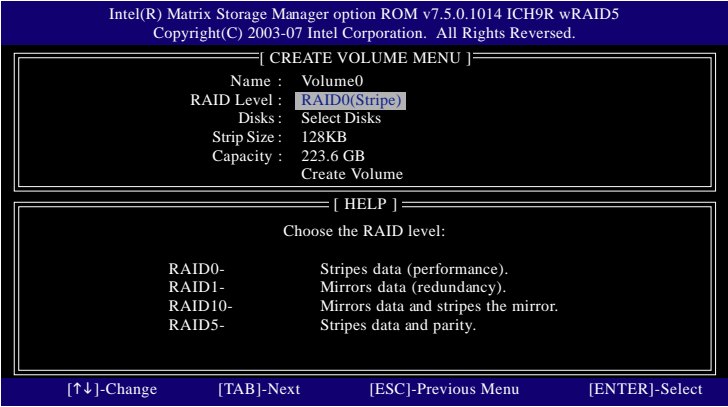 Intel(R) Matrix Storage Manager option ROM v7.5.0.1014 ICH9R wRAID5
Copyright(C) 2003-07 Intel Corporation.  All Rights Reversed.
[ CREATE VOLUME MENU ]
Name :   Volume0
RAID Level :   RAID0(Stripe)
Disks :   Select Disks
Strip Size :   128KB
Capacity :   223.6 GB
Create Volume
[ HELP ]
Choose the RAID level:
RAID0-   Stripes data (performance).
RAID1-   Mirrors data (redundancy).
RAID10-   Mirrors data and stripes the mirror.
RAID5-   Stripes data and parity.
[↑↓]-Change   [TAB]-Next   [ESC]-Previous Menu   [ENTER]-Select